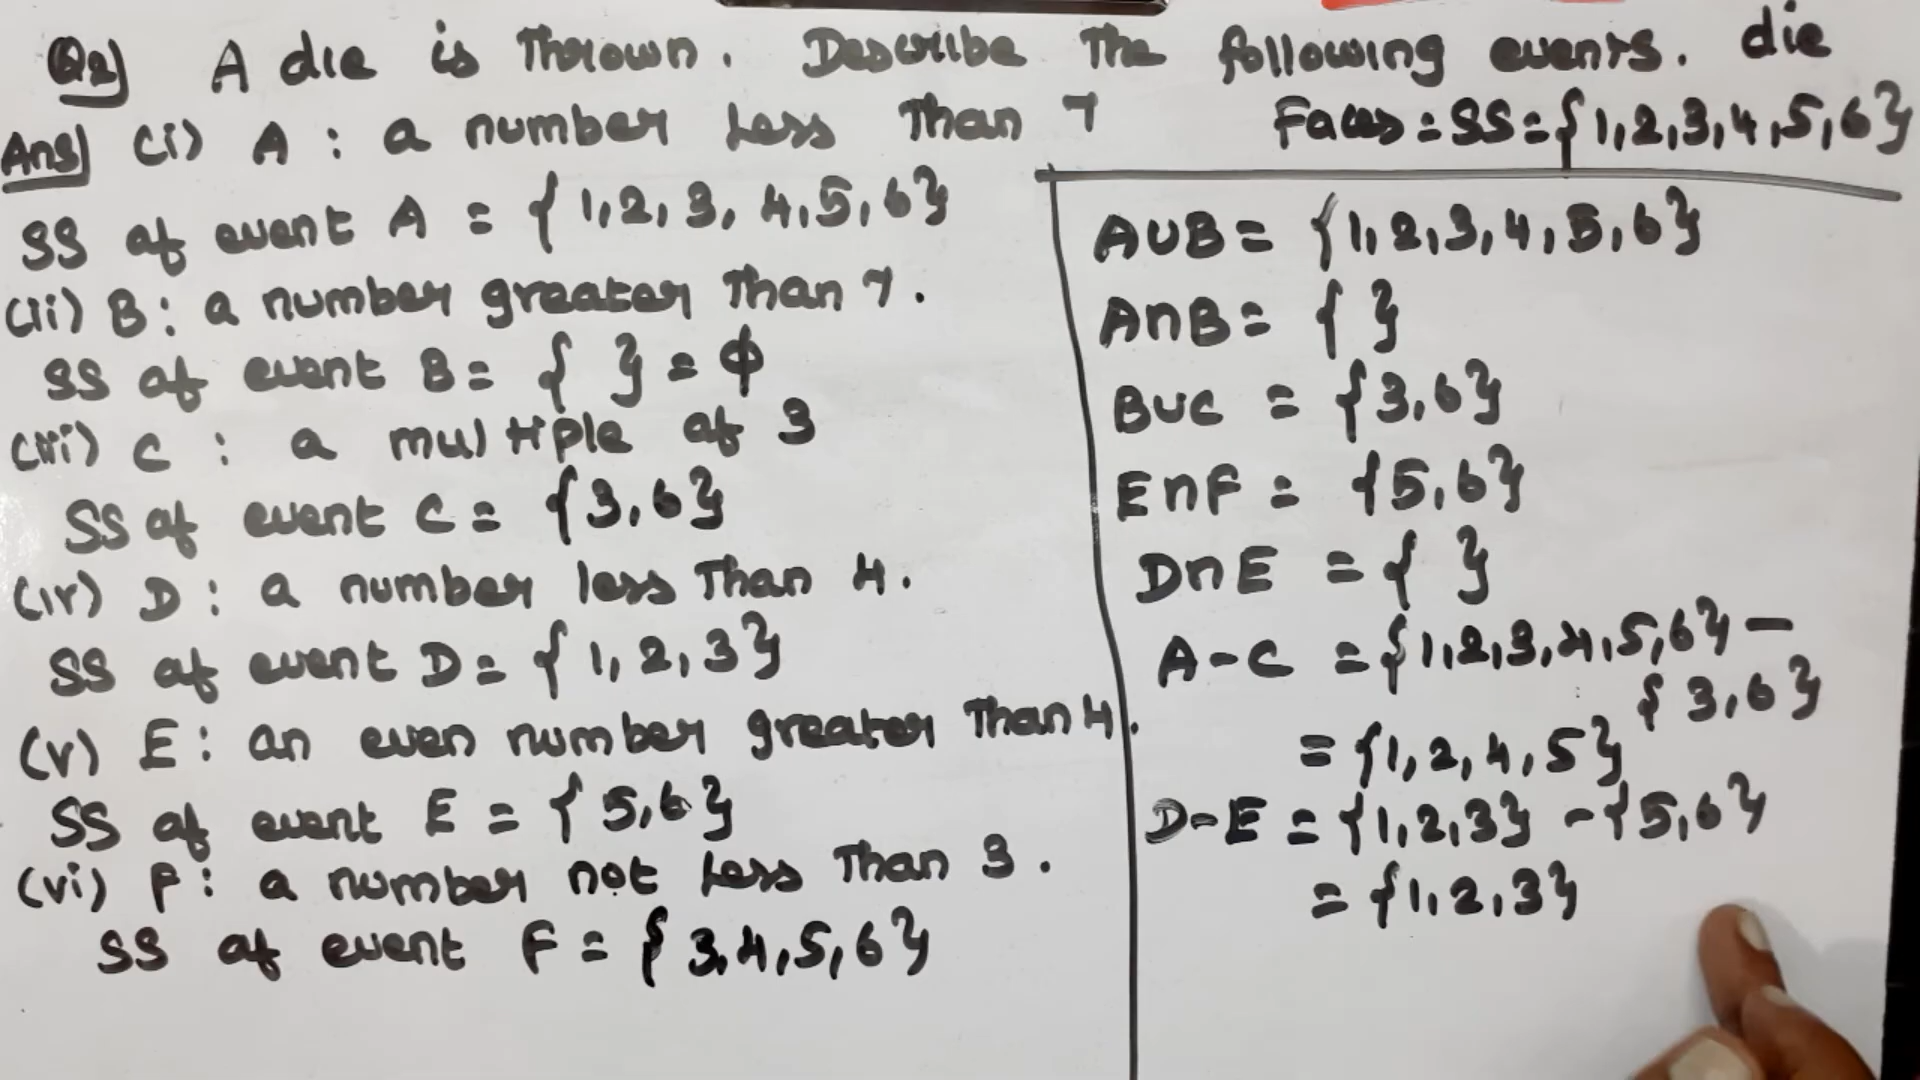 Q2) A die is Thrown. Describe The following events. die
Faces = SS = {1,2,3,4,5,6}
Ans) (i) A : a number Less Than 7
SS of event A = {1,2,3,4,5,6}
(ii) B : a number greater Than 7.
SS of event B = { } = ϕ
(iii) C : a multiple of 3
SS of event C = {3,6}
(iv) D : a number less Than 4.
SS of event D = {1,2,3}
(v) E : an even number greater Than 4.
SS of event E = {5,6}
(vi) F : a number not Less Than 3.
SS of event F = {3,4,5,6}
A∪B = {1,2,3,4,5,6}
A∩B = { }
B∪C = {3,6}
E∩F = {5,6}
D∩E = { }
A-C = {1,2,3,4,5,6} -
{3,6}
= {1,2,4,5}
D-E = {1,2,3} - {5,6}
= {1,2,3}